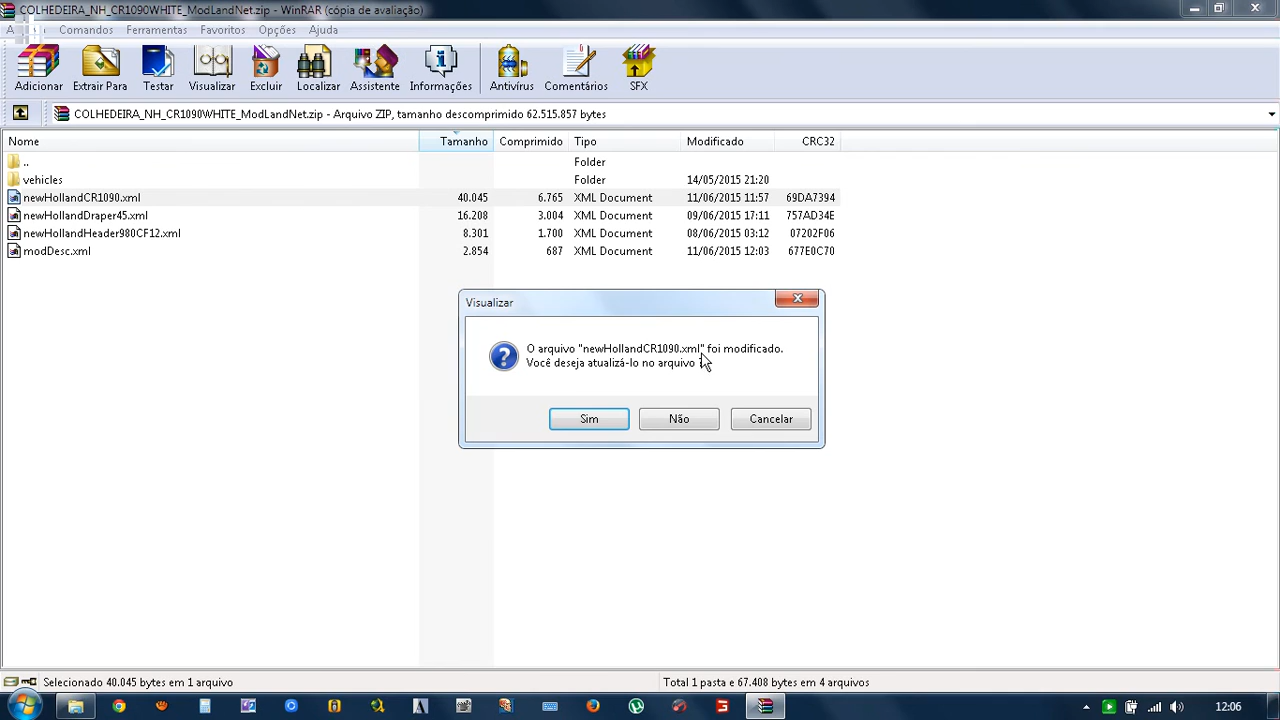 COLHEDEIRA_NH_CR1090WHITE_ModLandNet.zip - WinRAR (cópia de avaliação)
Comandos Ferramentas Favoritos Opções Ajuda
Adicionar Extrair Para Testar Visualizar Excluir Localizar Assistente Informações Antivírus Comentários SFX
COLHEDEIRA_NH_CR1090WHITE_ModLandNet.zip - Arquivo ZIP, tamanho descomprimido 62.515.857 bytes
Nome Tamanho Comprimido Tipo Modificado CRC32
.. Folder
vehicles Folder 14/05/2015 21:20
newHollandCR1090.xml 40.045 6.765 XML Document 11/06/2015 11:57 69DA7394
newHollandDraper45.xml 16.208 3.004 XML Document 09/06/2015 17:11 757AD34E
newHollandHeader980CF12.xml 8.301 1.700 XML Document 08/06/2015 03:12 07202F06
modDesc.xml 2.854 687 XML Document 11/06/2015 12:03 677E0C70
Visualizar
O arquivo "newHollandCR1090.xml" foi modificado.
Você deseja atualizá-lo no arquivo
Sim Não Cancelar
Selecionado 40.045 bytes em 1 arquivo Total 1 pasta e 67.408 bytes em 4 arquivos
12:06